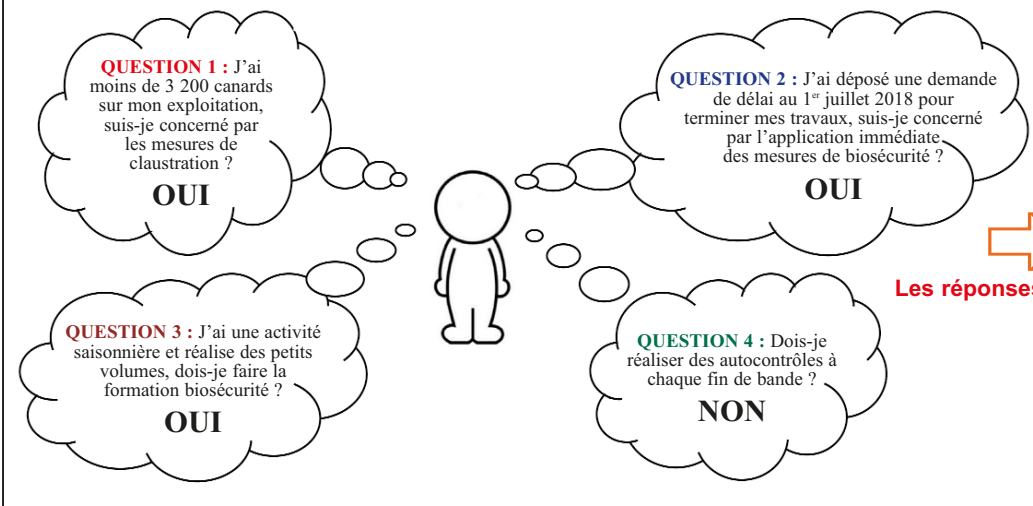 QUESTION 1 : J’ai
moins de 3 200 canards
sur mon exploitation,
suis-je concerné par
les mesures de
claustration ?
OUI
QUESTION 2 : J’ai déposé une demande
de délai au 1er juillet 2018 pour
terminer mes travaux, suis-je concerné
par l’application immédiate
des mesures de biosécurité ?
OUI
Les réponses
QUESTION 3 : J’ai une activité
saisonnière et réalise des petits
volumes, dois-je faire la
formation biosécurité ?
OUI
QUESTION 4 : Dois-je
réaliser des autocontrôles à
chaque fin de bande ?
NON